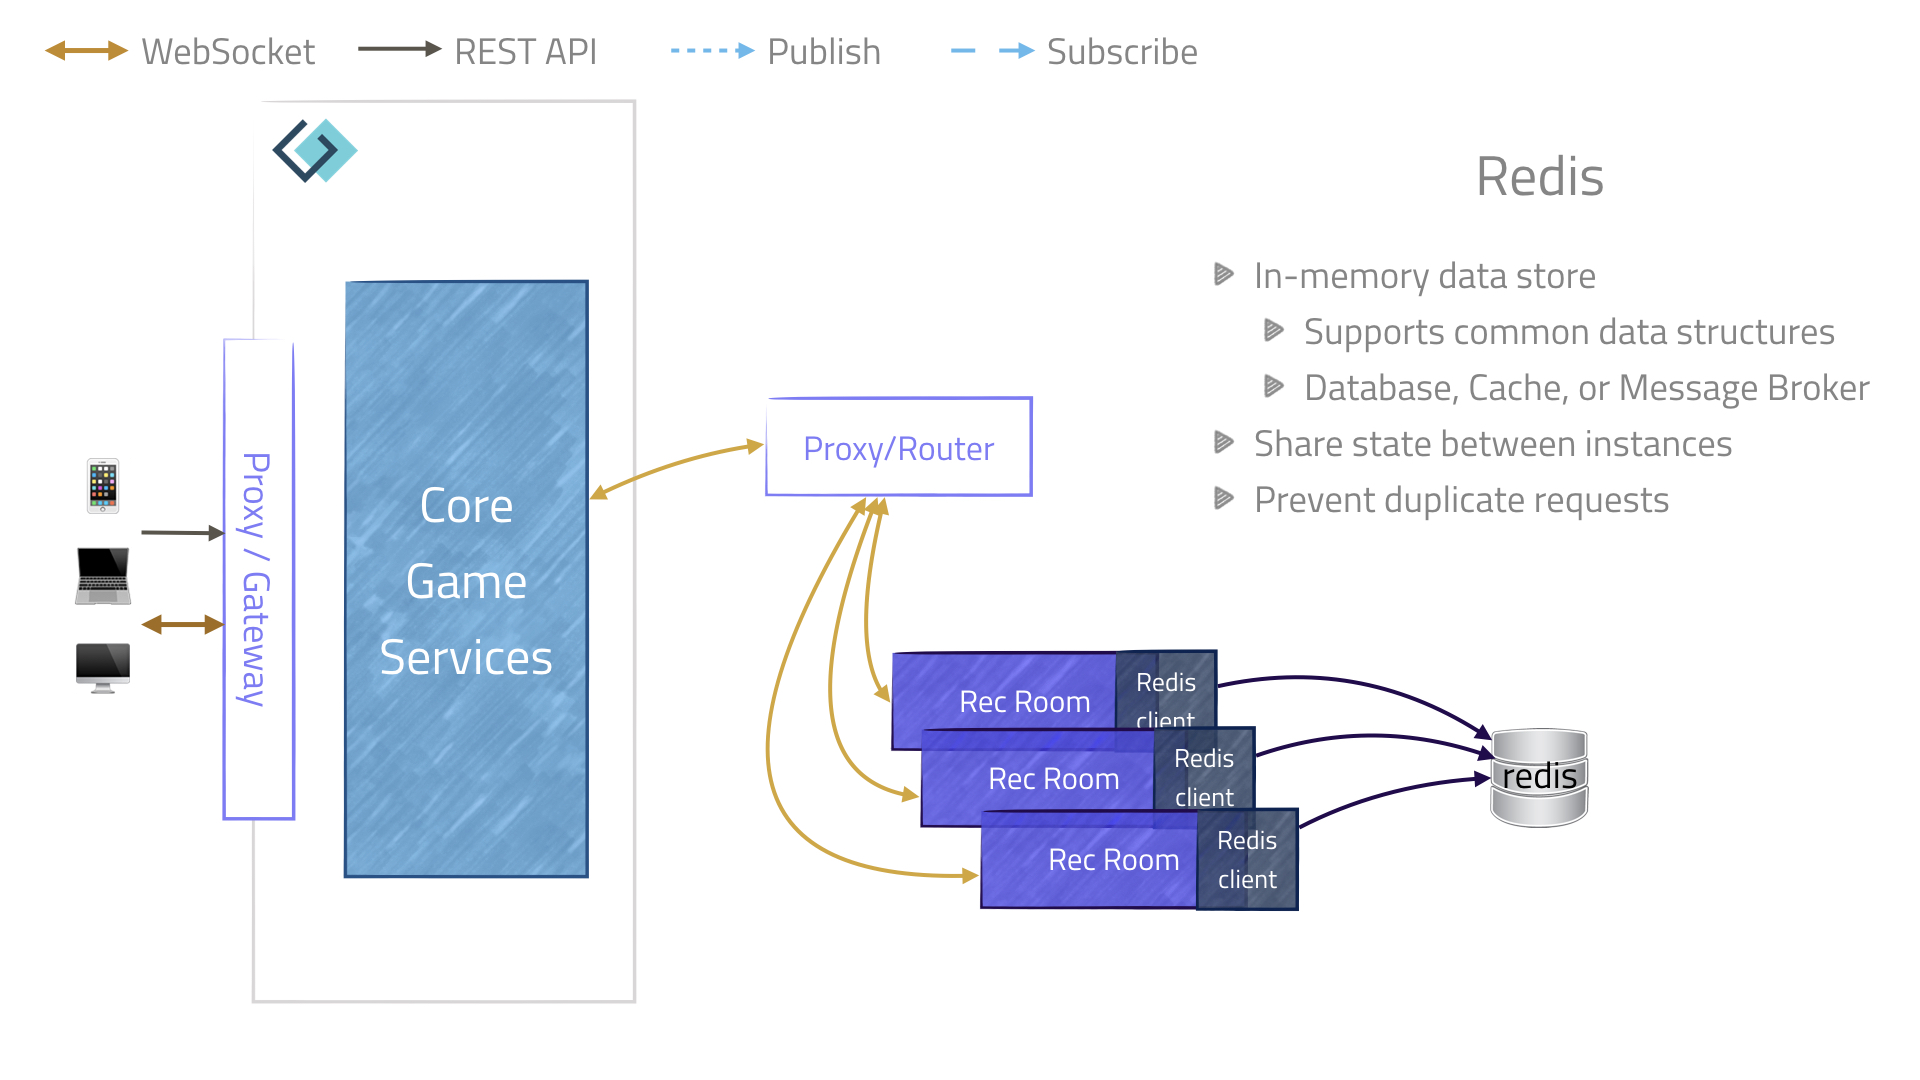 WebSocket REST API Publish Subscribe
Redis
In-memory data store
Supports common data structures
Database, Cache, or Message Broker
Share state between instances
Prevent duplicate requests
Proxy / Gateway
Core
Game
Services
Proxy/Router
Rec Room
Redis
client
Rec Room
Redis
client
Rec Room
Redis
client
redis